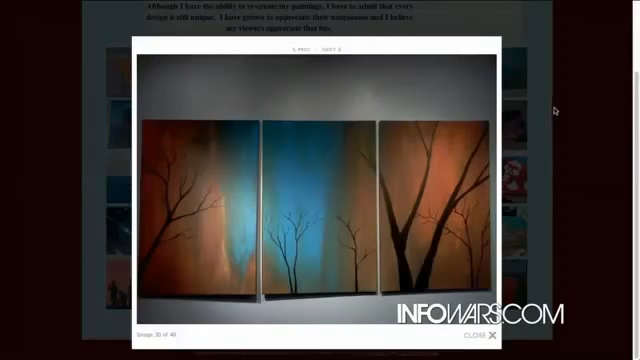 Although I have the ability to re-create my paintings, I have to admit that every
design is still unique. I have grown to appreciate their uniqueness and I believe
my viewers appreciate that too.
PREV | NEXT
INFOWARS.COM
Image 30 of 40
CLOSE X